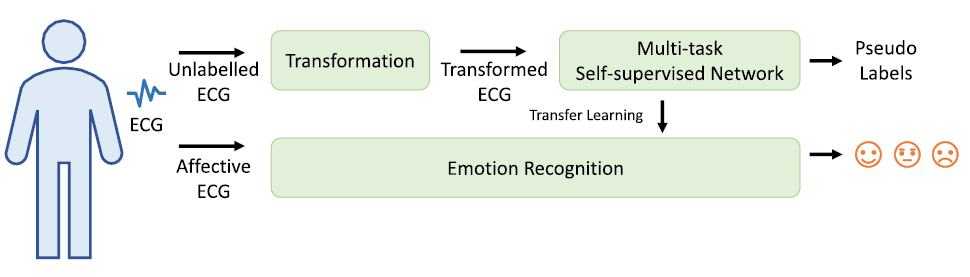 ECG
Unlabelled
ECG
Transformation
Transformed
ECG
Multi-task
Self-supervised Network
Pseudo
Labels
Transfer Learning
Affective
ECG
Emotion Recognition